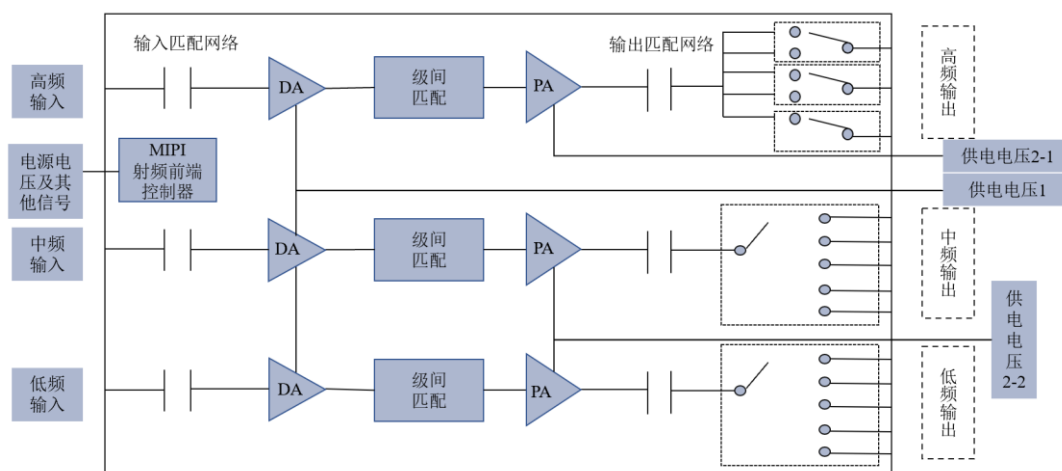 输入匹配网络
输出匹配网络
高频
输入
DA
级间
匹配
PA
高
频
输
出
电源电
压及其
他信号
MIPI
射频前端
控制器
供电电压2-1
供电电压1
中频
输入
DA
级间
匹配
PA
中
频
输
出
供
电
电
压
2-2
低频
输入
DA
级间
匹配
PA
低
频
输
出